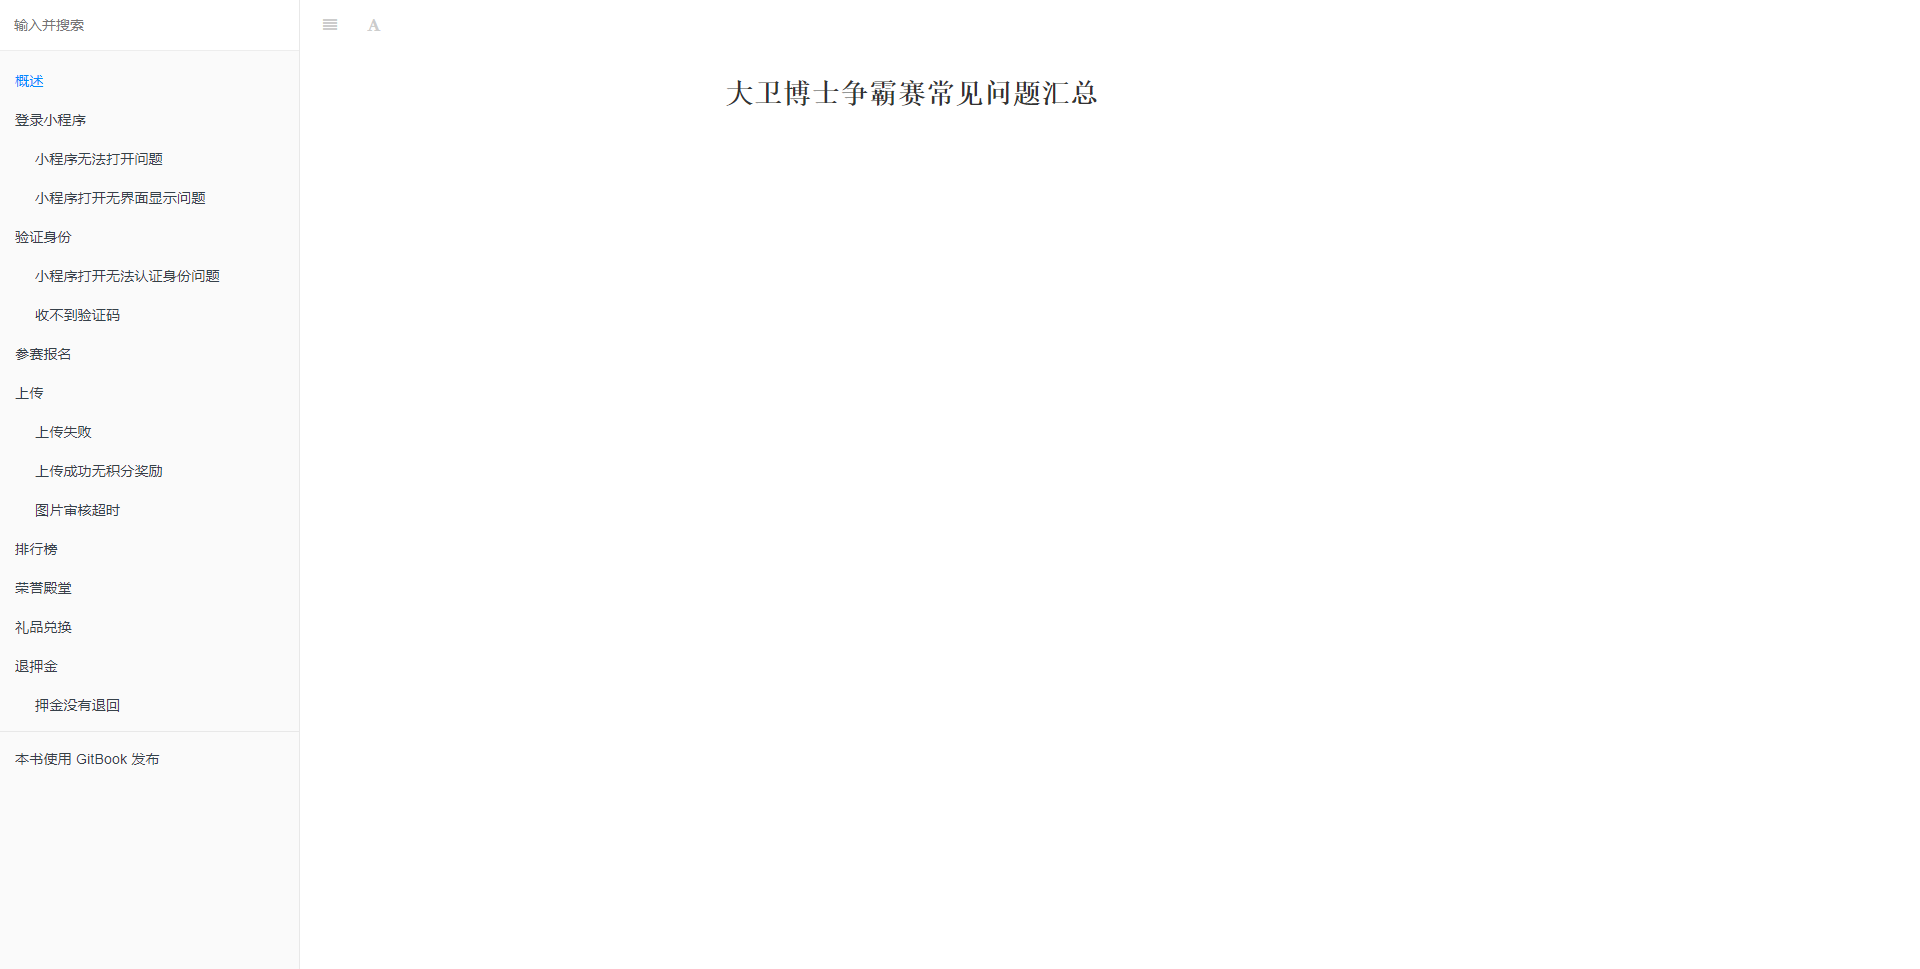 输入并搜索
A
概述
登录小程序
小程序无法打开问题
小程序打开无界面显示问题
验证身份
小程序打开无法认证身份问题
收不到验证码
参赛报名
上传
上传失败
上传成功无积分奖励
图片审核超时
排行榜
荣誉殿堂
礼品兑换
退押金
押金没有退回
本书使用 GitBook 发布
大卫博士争霸赛常见问题汇总